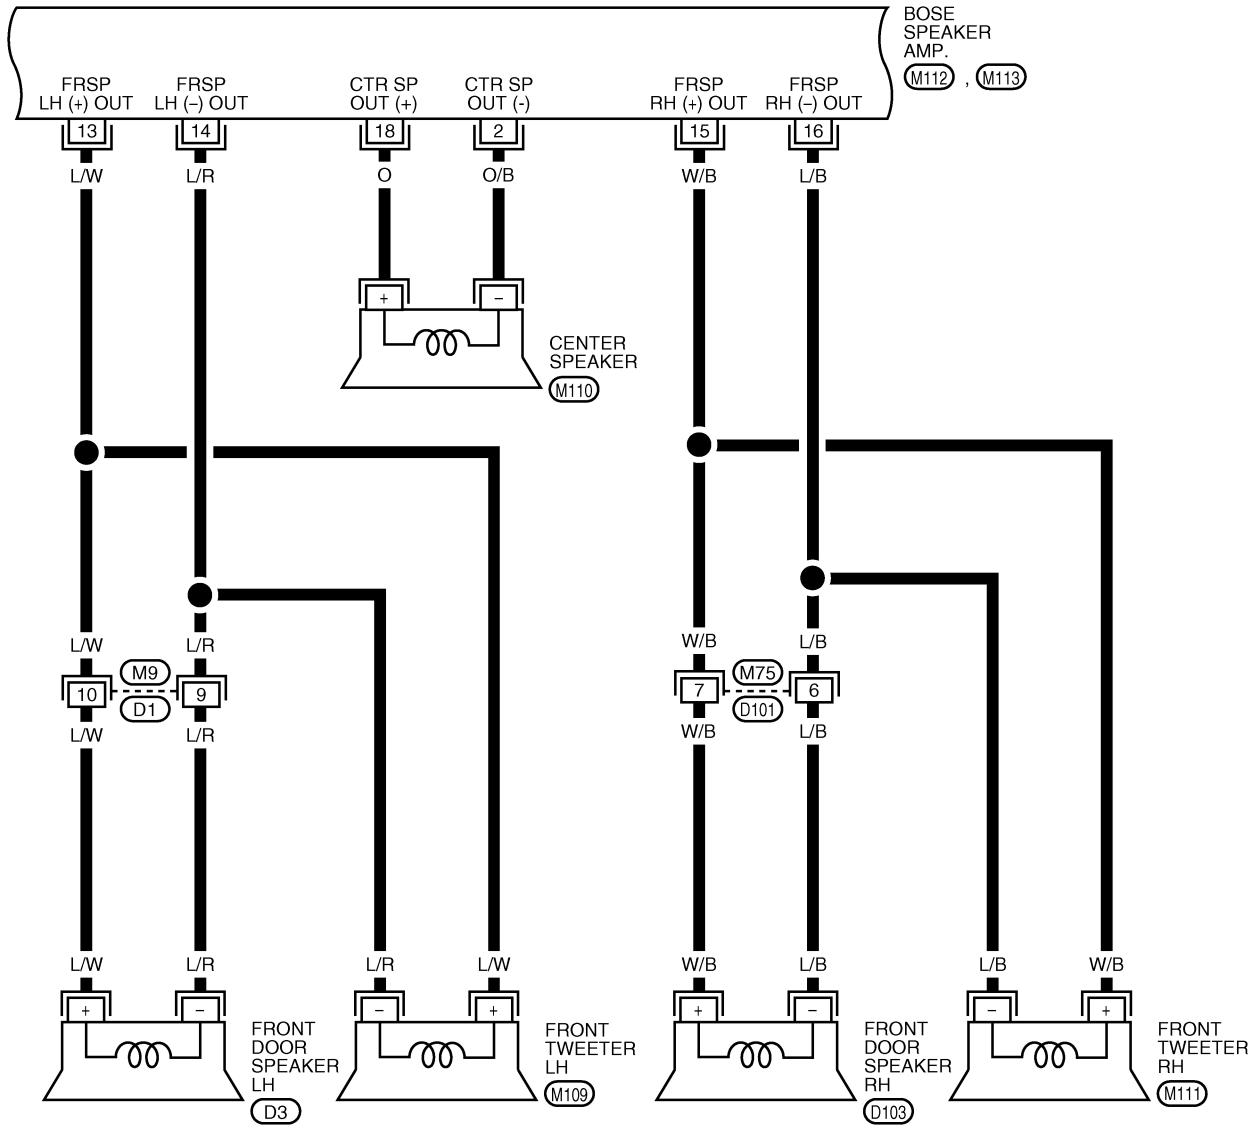 BOSE
SPEAKER
AMP.
M112 , M113
FRSP
LH (+) OUT
FRSP
LH (–) OUT
CTR SP
OUT (+)
CTR SP
OUT (-)
FRSP
RH (+) OUT
FRSP
RH (–) OUT
13 14 18 2 15 16
L/W L/R O O/B W/B L/B
+ –
CENTER
SPEAKER
M110
L/W L/R W/B L/B
M9 M75
10 9 7 6
D1 D101
L/W L/R W/B L/B
L/W L/R L/R L/W W/B L/B L/B W/B
+ – – + + – – +
FRONT
DOOR
SPEAKER
LH
D3
FRONT
TWEETER
LH
M109
FRONT
DOOR
SPEAKER
RH
D103
FRONT
TWEETER
RH
M111